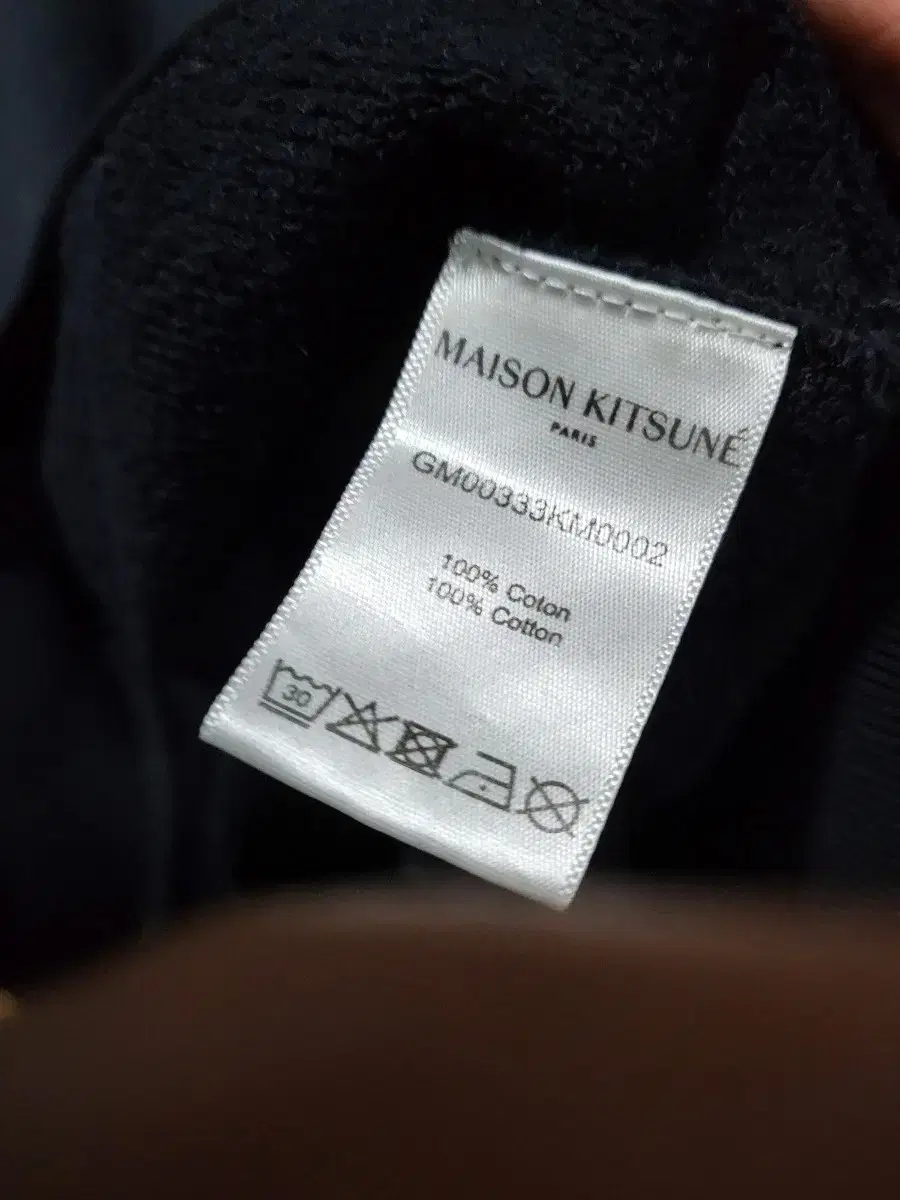 MAISON KITSUNÉ
PARIS
GM00333KM0002
100% Coton
100% Cotton
30